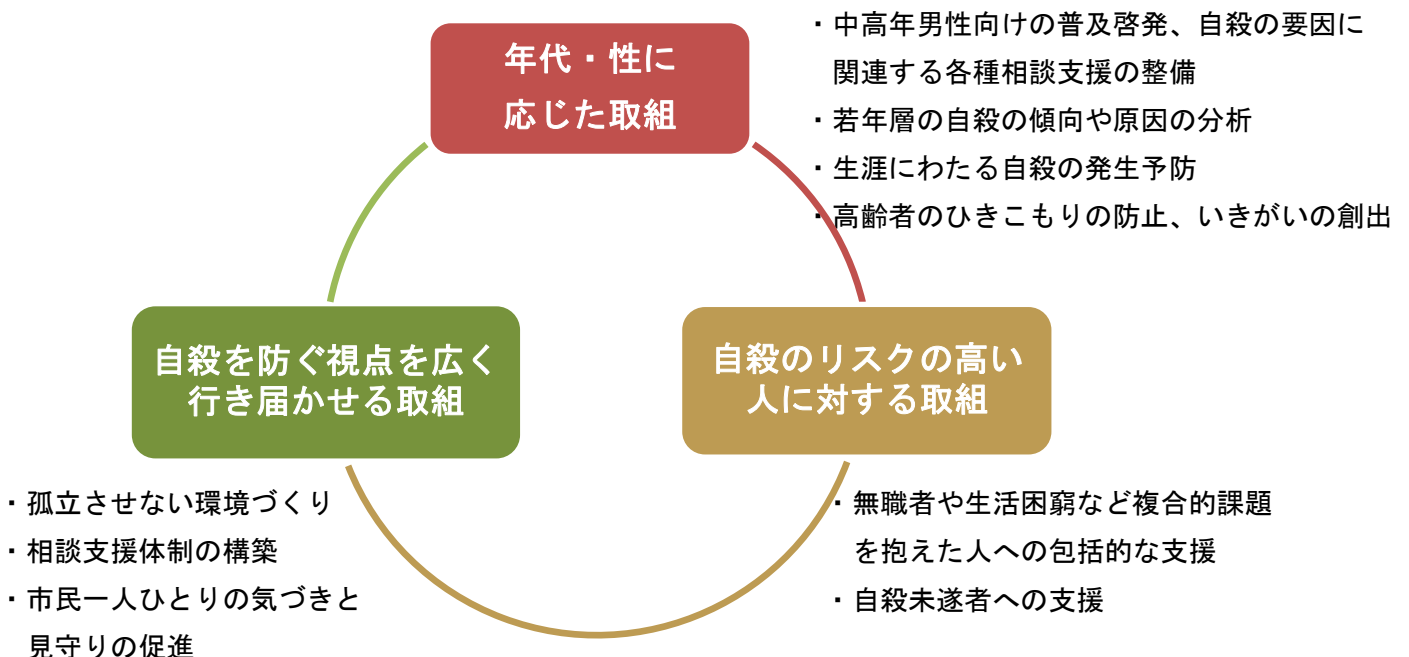 年代・性に
応じた取組
・中高年男性向けの普及啓発、自殺の要因に
関連する各種相談支援の整備
・若年層の自殺の傾向や原因の分析
・生涯にわたる自殺の発生予防
・高齢者のひきこもりの防止、いきがいの創出
自殺を防ぐ視点を広く
行き届かせる取組
自殺のリスクの高い
人に対する取組
・孤立させない環境づくり
・相談支援体制の構築
・市民一人ひとりの気づきと
見守りの促進
・無職者や生活困窮など複合的課題
を抱えた人への包括的な支援
・自殺未遂者への支援